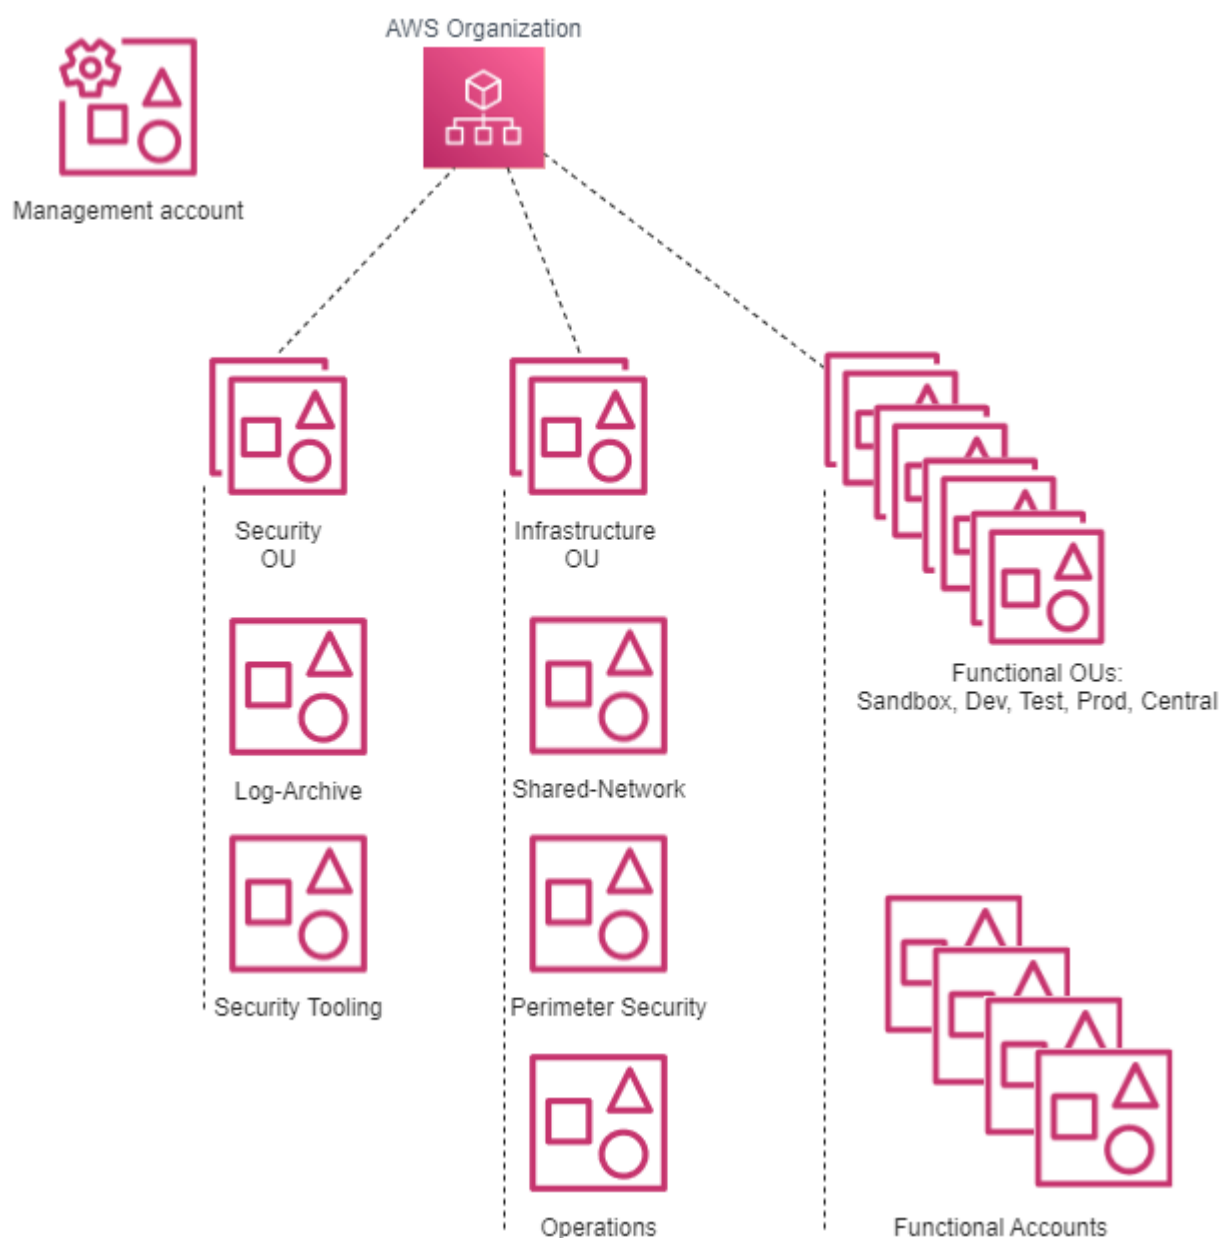 AWS Organization
Management account
Security
OU
Infrastructure
OU
Functional OUs:
Sandbox, Dev, Test, Prod, Central
Log-Archive
Shared-Network
Security Tooling
Perimeter Security
Operations
Functional Accounts